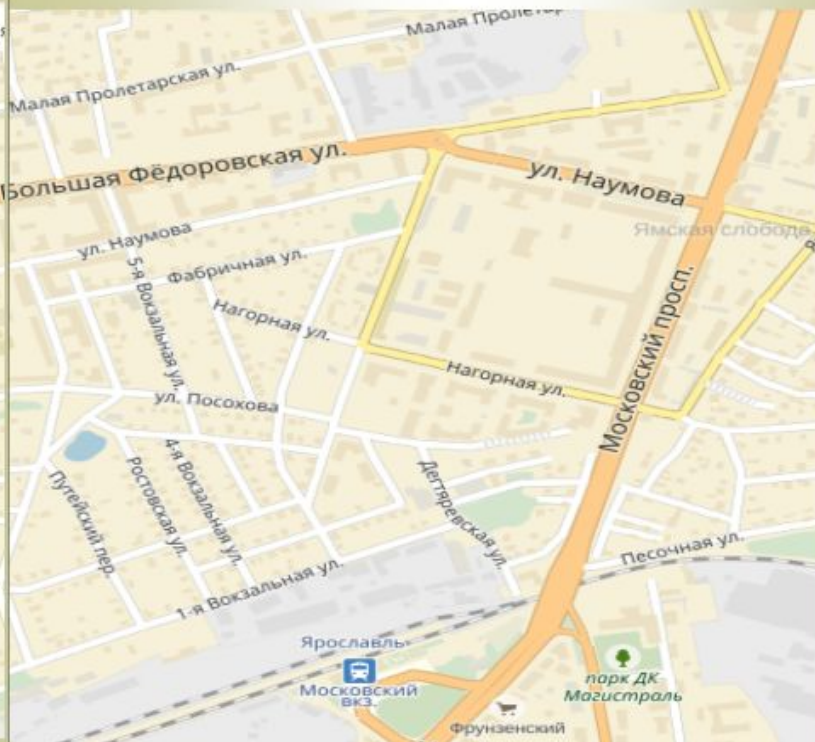 Малая Пролетар
Малая Пролетарская ул.
Большая Фёдоровская ул.
ул. Наумова
ул. Наумова
Ямская слобода
Фабричная ул.
5-я Вокзальная ул.
Нагорная ул.
Московский просп.
Нагорная ул.
ул. Посохова
Путейский пер.
Ростовская ул.
4-я Вокзальная ул.
Дегтяревская ул.
Песочная ул.
1-я Вокзальная ул.
Ярославль-
Московский
вкз.
парк ДК
Магистраль
Фрунзенский